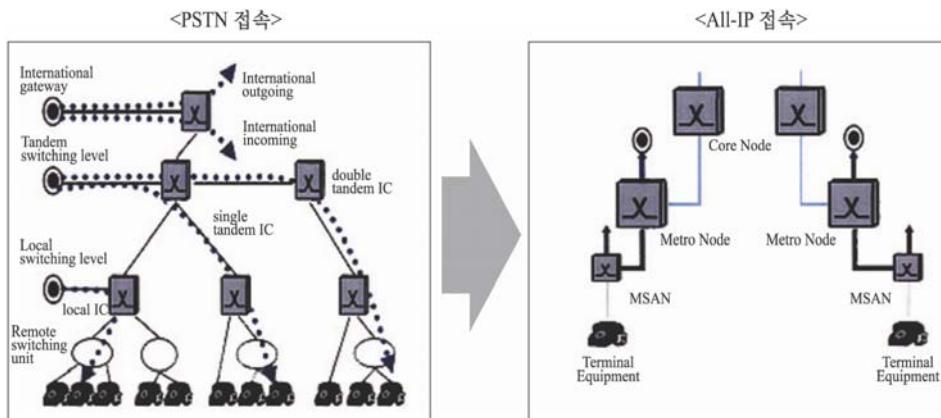 <PSTN 접속>
International
gateway
International
outgoing
International
incoming
Tandem
switching level
double
tandem IC
single
tandem IC
Local
switching level
local IC
Remote
switching
unit
<All-IP 접속>
Core Node
Metro Node
Metro Node
MSAN
MSAN
Terminal
Equipment
Terminal
Equipment